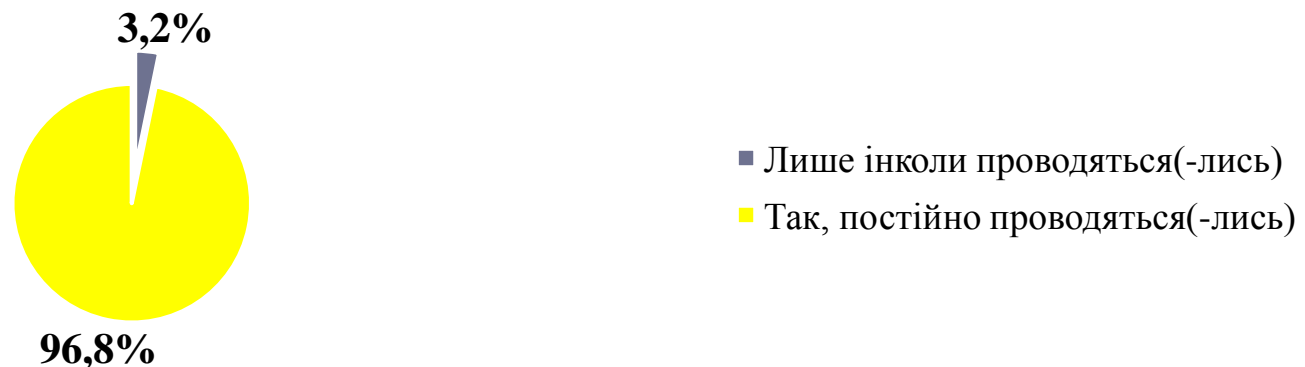 3,2%
Лише інколи проводяться(-лись)
Так, постійно проводяться(-лись)
96,8%